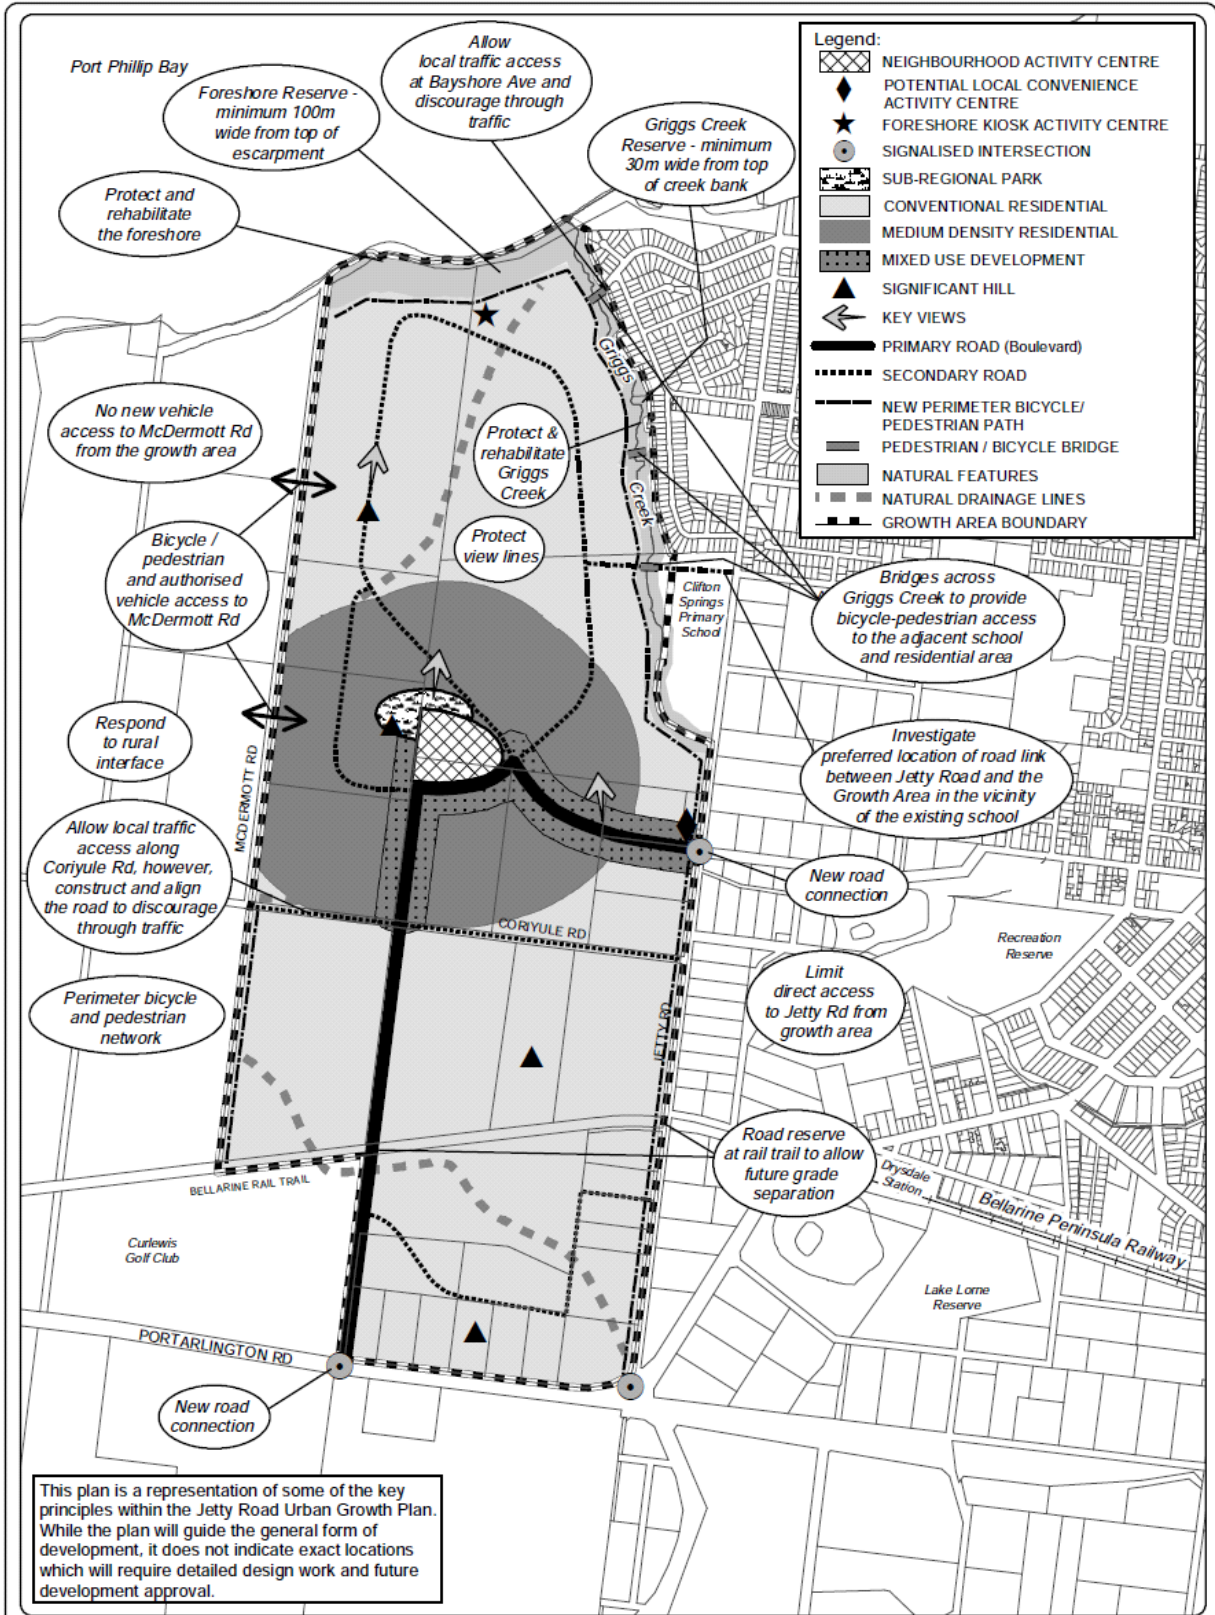 Port Phillip Bay
Allow
local traffic access
at Bayshore Ave and
discourage through
traffic
Foreshore Reserve -
minimum 100m
wide from top of
escarpment
Griggs Creek
Reserve - minimum
30m wide from top
of creek bank
Protect and
rehabilitate
the foreshore
Legend:
NEIGHBOURHOOD ACTIVITY CENTRE
POTENTIAL LOCAL CONVENIENCE
ACTIVITY CENTRE
FORESHORE KIOSK ACTIVITY CENTRE
SIGNALISED INTERSECTION
SUB-REGIONAL PARK
CONVENTIONAL RESIDENTIAL
MEDIUM DENSITY RESIDENTIAL
MIXED USE DEVELOPMENT
SIGNIFICANT HILL
KEY VIEWS
PRIMARY ROAD (Boulevard)
SECONDARY ROAD
NEW PERIMETER BICYCLE/
PEDESTRIAN PATH
PEDESTRIAN / BICYCLE BRIDGE
NATURAL FEATURES
NATURAL DRAINAGE LINES
GROWTH AREA BOUNDARY
Griggs
Creek
No new vehicle
access to McDermott Rd
from the growth area
Protect &
rehabilitate
Griggs
Creek
Protect
view lines
Bicycle /
pedestrian
and authorised
vehicle access to
McDermott Rd
Clifton
Springs
Primary
School
Bridges across
Griggs Creek to provide
bicycle-pedestrian access
to the adjacent school
and residential area
Respond
to rural
interface
MCDERMOTT RD
Investigate
preferred location of road link
between Jetty Road and the
Growth Area in the vicinity
of the existing school
Allow local traffic
access along
Coriyule Rd, however,
construct and align
the road to discourage
through traffic
New road
connection
CORIYULE RD
Recreation
Reserve
Perimeter bicycle
and pedestrian
network
Limit
direct access
to Jetty Rd from
growth area
JETTY RD
Road reserve
at rail trail to allow
future grade
separation
BELLARINE RAIL TRAIL
Drysdale
Station
Bellarine Peninsula Railway
Curlewis
Golf Club
Lake Lorne
Reserve
PORTARLINGTON RD
New road
connection
This plan is a representation of some of the key
principles within the Jetty Road Urban Growth Plan.
While the plan will guide the general form of
development, it does not indicate exact locations
which will require detailed design work and future
development approval.